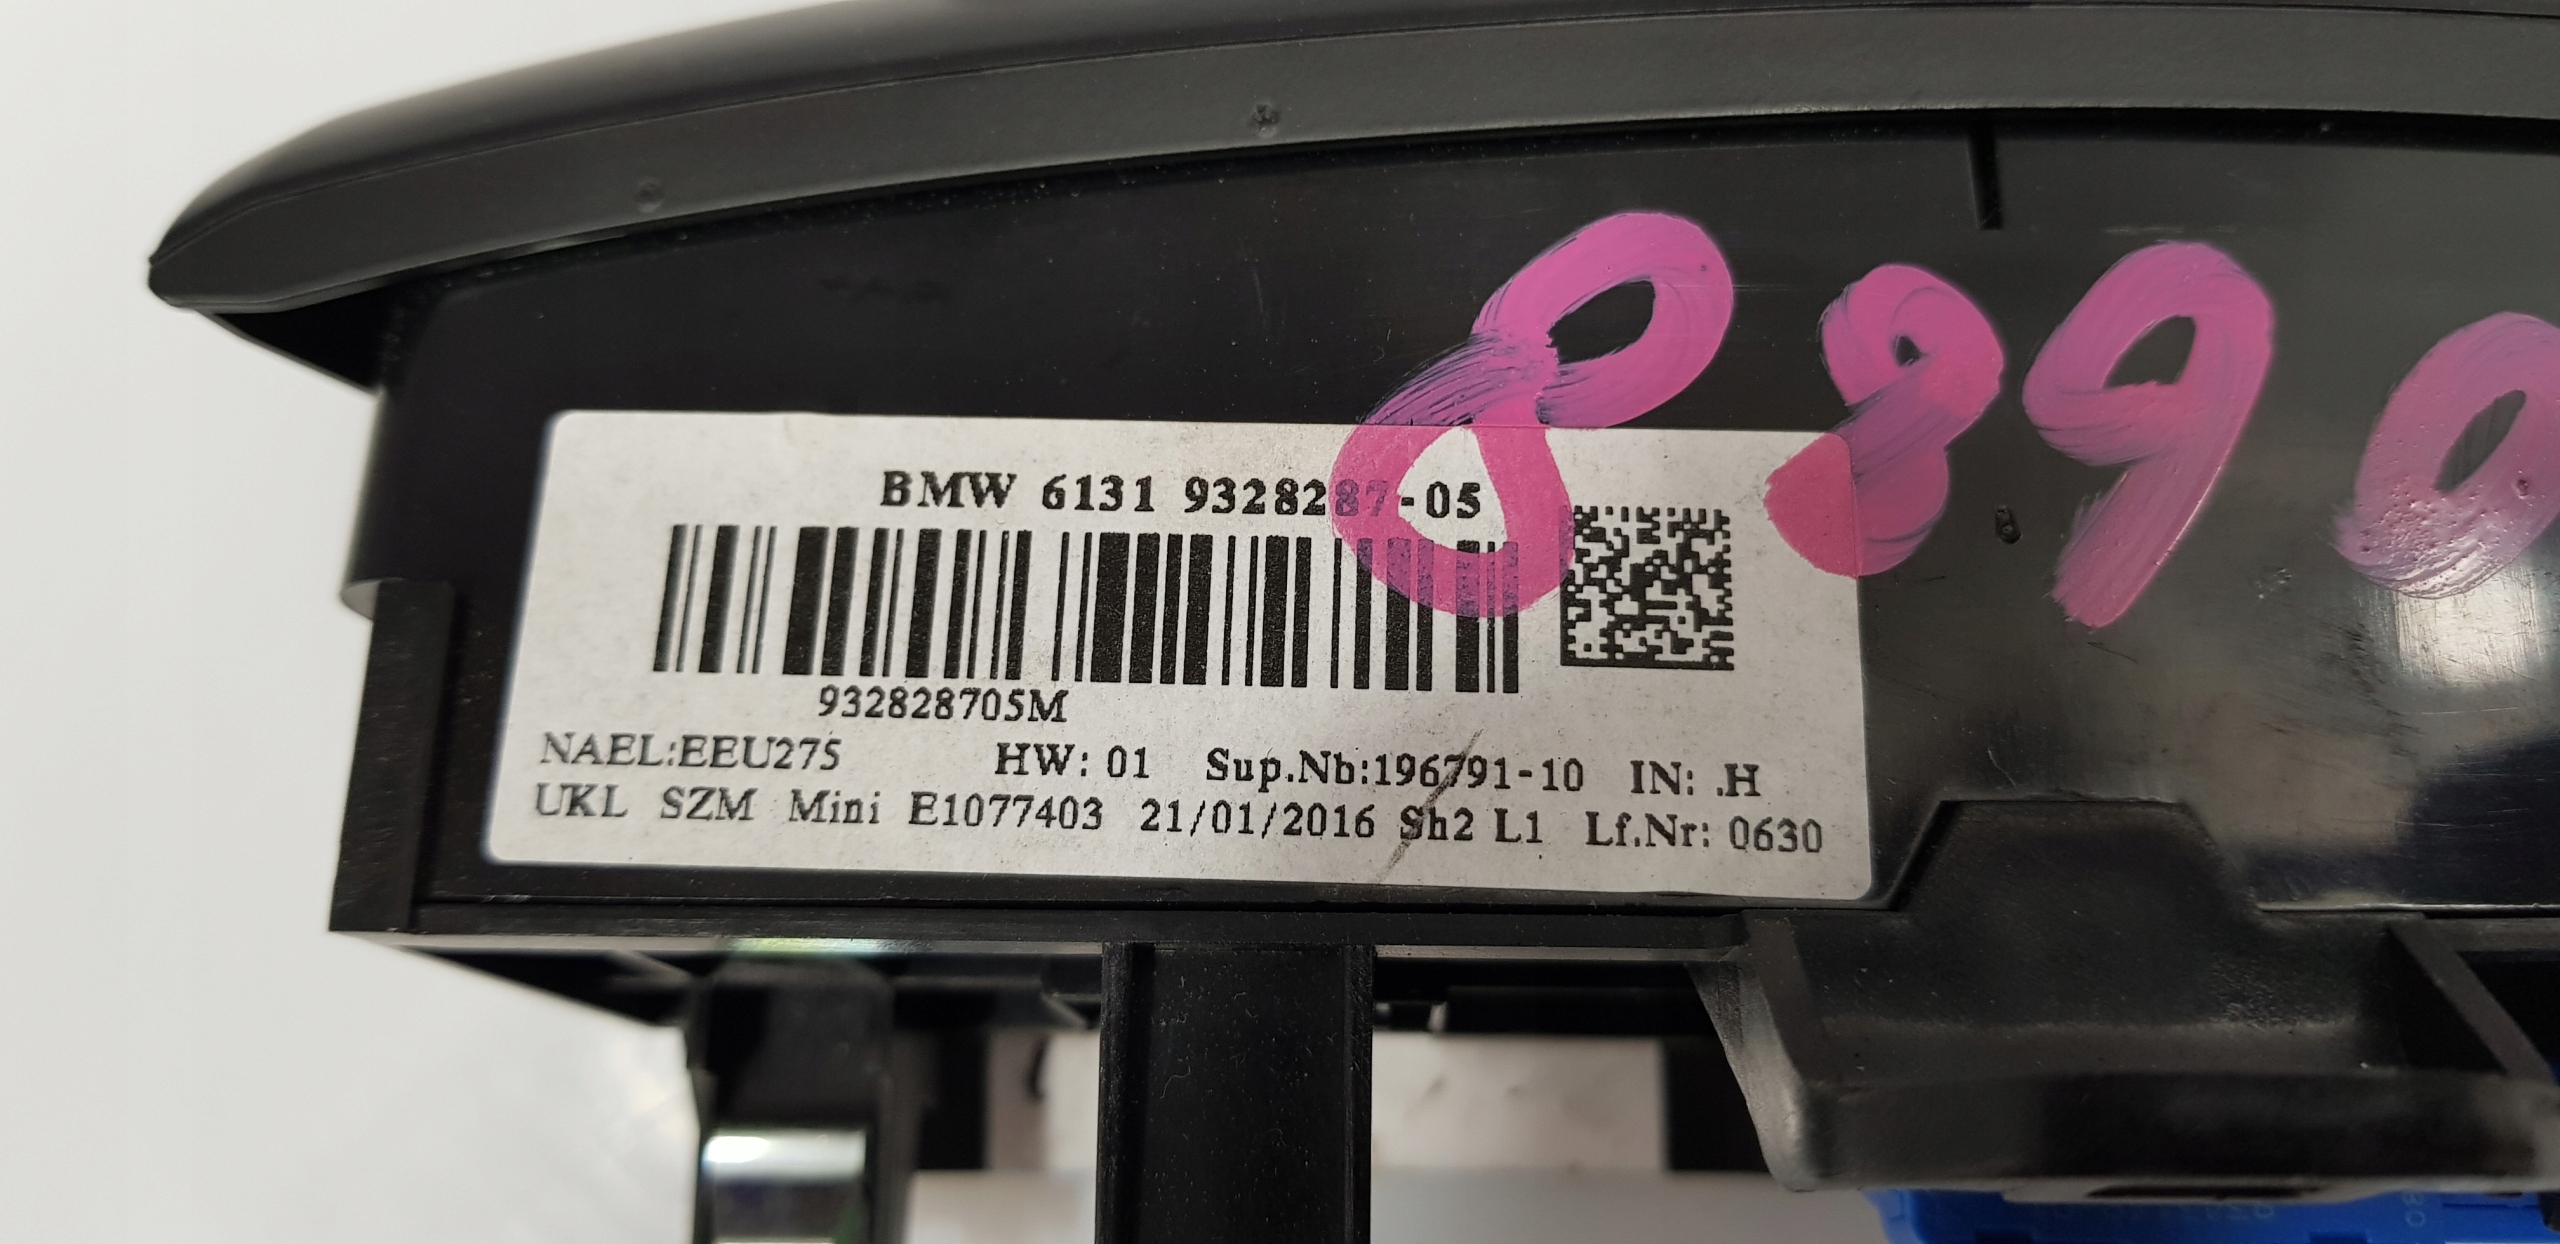 8890
BMW 6131 9328287-05
932828705M
NAEL:EEU275 HW: 01 Sup.Nb:196791-10 IN: .H
UKL SZM Mini E1077403 21/01/2016 Sh2 L1 Lf.Nr: 0630